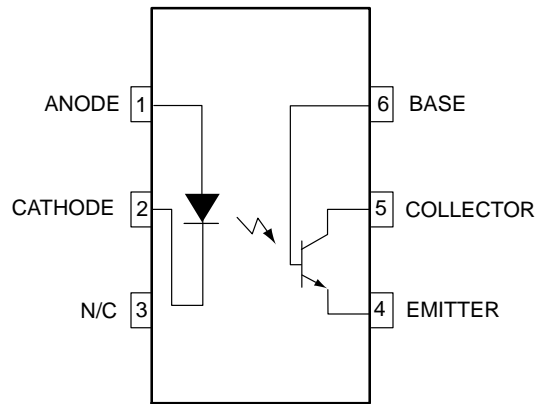 ANODE 1
6 BASE
CATHODE 2
5 COLLECTOR
N/C 3
4 EMITTER